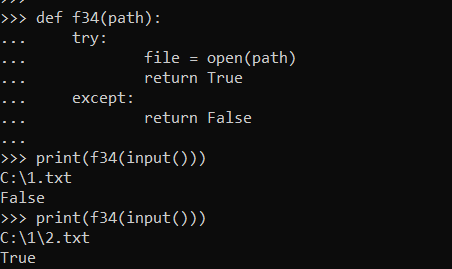 >>> def f34(path):
...     try:
...             file = open(path)
...             return True
...     except:
...             return False
...
>>> print(f34(input()))
C:\1.txt
False
>>> print(f34(input()))
C:\1\2.txt
True